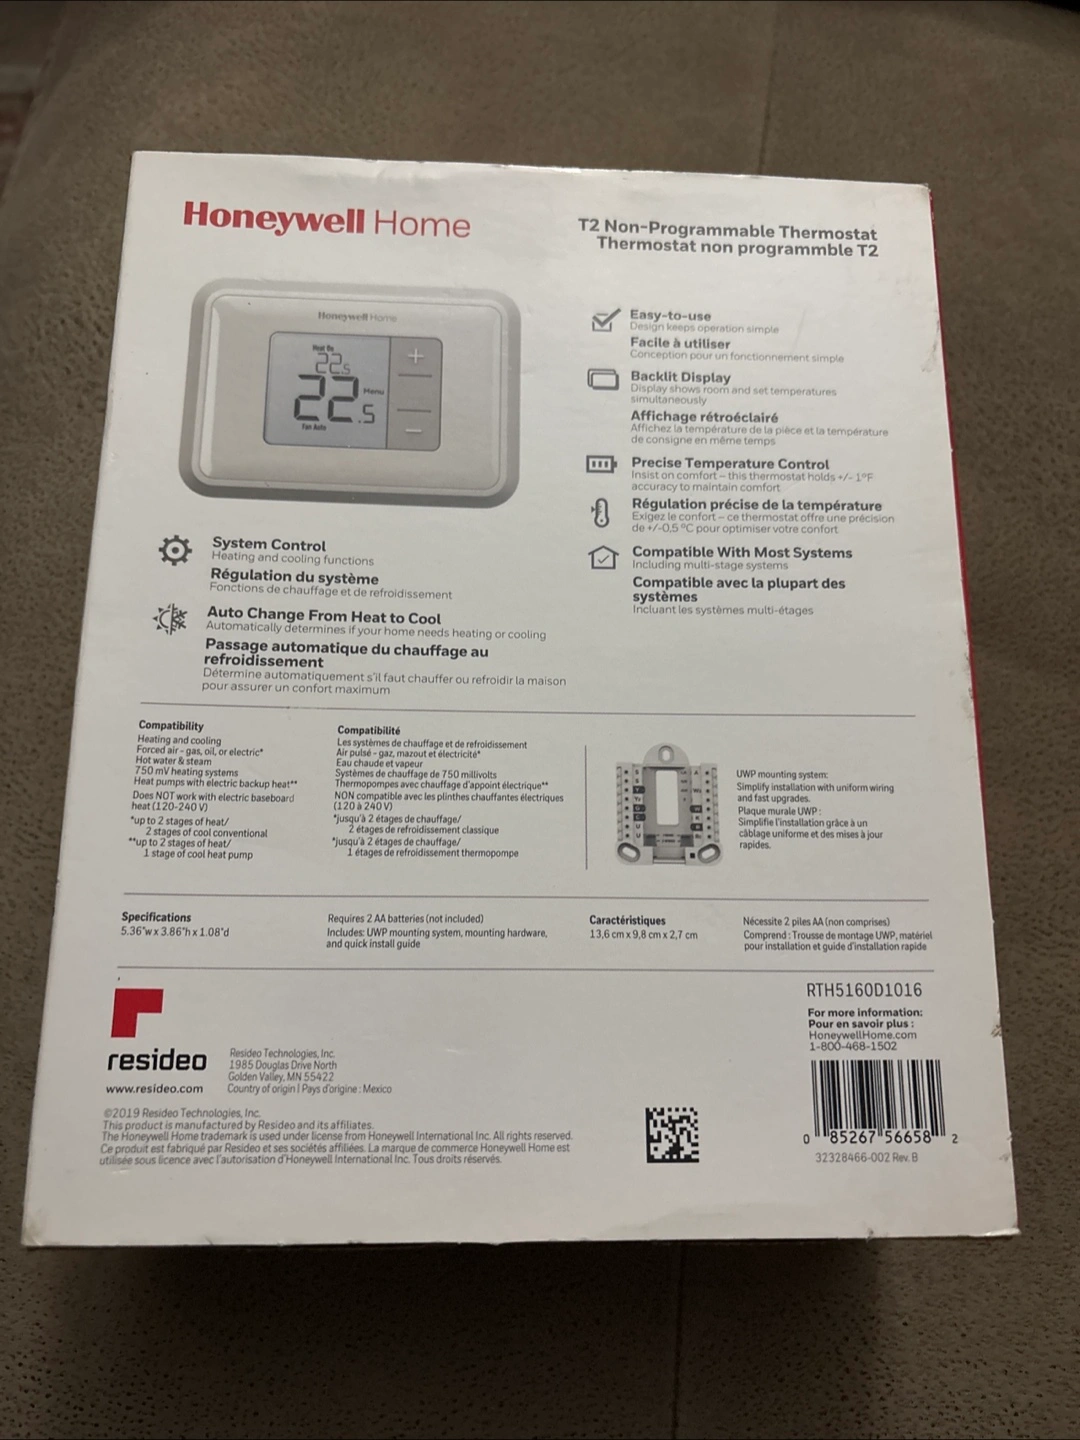 Honeywell Home
T2 Non-Programmable Thermostat
Thermostat non programmble T2
Honeywell Home
Heat On
22.5
22.5
Menu
Fan Auto
+
−
Easy-to-use
Design keeps operation simple
Facile à utiliser
Conception pour un fonctionnement simple
Backlit Display
Display shows room and set temperatures
simultaneously
Affichage rétroéclairé
Affichez la température de la pièce et la température
de consigne en même temps
Precise Temperature Control
Insist on comfort – this thermostat holds +/- 1°F
accuracy to maintain comfort
Régulation précise de la température
Exigez le confort – ce thermostat offre une précision
de +/-0,5 °C pour optimiser votre confort
Compatible With Most Systems
Including multi-stage systems
Compatible avec la plupart des
systèmes
Incluant les systèmes multi-étages
System Control
Heating and cooling functions
Régulation du système
Fonctions de chauffage et de refroidissement
Auto Change From Heat to Cool
Automatically determines if your home needs heating or cooling
Passage automatique du chauffage au
refroidissement
Détermine automatiquement s'il faut chauffer ou refroidir la maison
pour assurer un confort maximum
Compatibility
Heating and cooling
Forced air - gas, oil, or electric*
Hot water & steam
750 mV heating systems
Heat pumps with electric backup heat**
Does NOT work with electric baseboard
heat (120-240 V)
*up to 2 stages of heat/
2 stages of cool conventional
**up to 2 stages of heat/
1 stage of cool heat pump
Compatibilité
Les systèmes de chauffage et de refroidissement
Air pulsé - gaz, mazout et électricité*
Eau chaude et vapeur
Systèmes de chauffage de 750 millivolts
Thermopompes avec chauffage d'appoint électrique**
NON compatible avec les plinthes chauffantes électriques
(120 à 240 V)
*jusqu'à 2 étages de chauffage/
2 étages de refroidissement classique
*jusqu'à 2 étages de chauffage/
1 étages de refroidissement thermopompe
UWP mounting system:
Simplify installation with uniform wiring
and fast upgrades.
Plaque murale UWP :
Simplifie l'installation grâce à un
câblage uniforme et des mises à jour
rapides.
Specifications
5.36"w x 3.86"h x 1.08"d
Requires 2 AA batteries (not included)
Includes: UWP mounting system, mounting hardware,
and quick install guide
Caractéristiques
13,6 cm x 9,8 cm x 2,7 cm
Nécessite 2 piles AA (non comprises)
Comprend : Trousse de montage UWP, matériel
pour installation et guide d'installation rapide
resideo
www.resideo.com
Resideo Technologies, Inc.
1985 Douglas Drive North
Golden Valley, MN 55422
Country of origin | Pays d'origine : Mexico
©2019 Resideo Technologies, Inc.
This product is manufactured by Resideo and its affiliates.
The Honeywell Home trademark is used under license from Honeywell International Inc. All rights reserved.
Ce produit est fabriqué par Resideo et ses sociétés affiliées. La marque de commerce Honeywell Home est
utilisée sous licence avec l'autorisation d'Honeywell International Inc. Tous droits réservés.
RTH5160D1016
For more information:
Pour en savoir plus :
HoneywellHome.com
1-800-468-1502
0 85267 56658 2
32328466-002 Rev. B